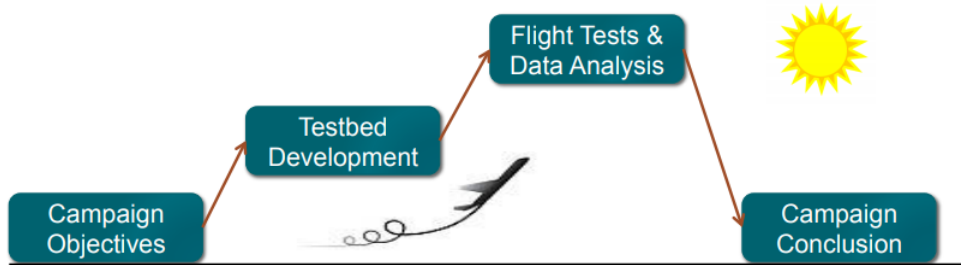 Campaign
Objectives
Testbed
Development
Flight Tests &
Data Analysis
Campaign
Conclusion